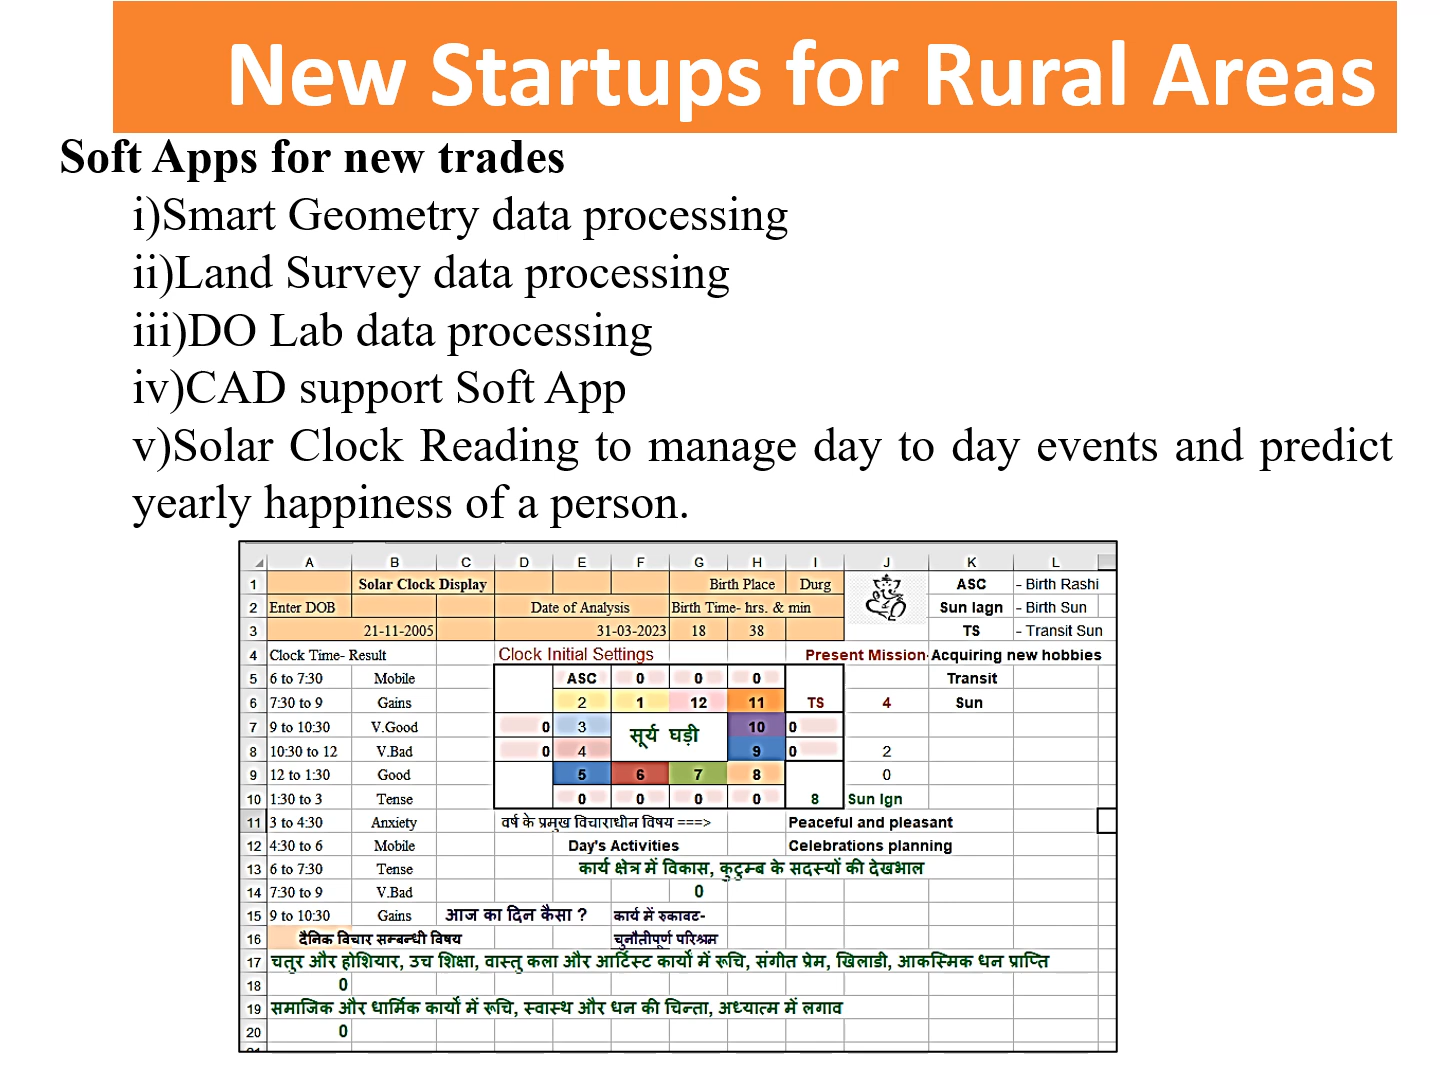 New Startups for Rural Areas
Soft Apps for new trades
i)Smart Geometry data processing
ii)Land Survey data processing
iii)DO Lab data processing
iv)CAD support Soft App
v)Solar Clock Reading to manage day to day events and predict
yearly happiness of a person.
A B C D E F G H I J K L
1 Solar Clock Display Birth Place Durg ASC - Birth Rashi
2 Enter DOB Date of Analysis Birth Time- hrs. & min Sun lagn - Birth Sun
3 21-11-2005 31-03-2023 18 38 TS - Transit Sun
4 Clock Time- Result Clock Initial Settings Present Mission- Acquiring new hobbies
5 6 to 7:30 Mobile ASC 0 0 0 Transit
6 7:30 to 9 Gains 2 1 12 11 TS 4 Sun
7 9 to 10:30 V.Good 0 3 सूर्य घड़ी 10 0
8 10:30 to 12 V.Bad 0 4 9 0 2
9 12 to 1:30 Good 5 6 7 8 0
10 1:30 to 3 Tense 0 0 0 0 8 Sun lgn
11 3 to 4:30 Anxiety वर्ष के प्रमुख विचाराधीन विषय ===> Peaceful and pleasant
12 4:30 to 6 Mobile Day's Activities Celebrations planning
13 6 to 7:30 Tense कार्य क्षेत्र में विकास, कुटुम्ब के सदस्यों की देखभाल
14 7:30 to 9 V.Bad 0
15 9 to 10:30 Gains आज का दिन कैसा ? कार्य में रुकावट-
16 दैनिक विचार सम्बन्धी विषय चुनौतीपूर्ण परिश्रम
17 चतुर और होशियार, उच शिक्षा, वास्तु कला और आर्टिस्ट कार्यो में रूचि, संगीत प्रेम, खिलाडी, आकस्मिक धन प्राप्ति
18 0
19 समाजिक और धार्मिक कार्यो में रूचि, स्वास्थ और धन की चिन्ता, अध्यात्म में लगाव
20 0